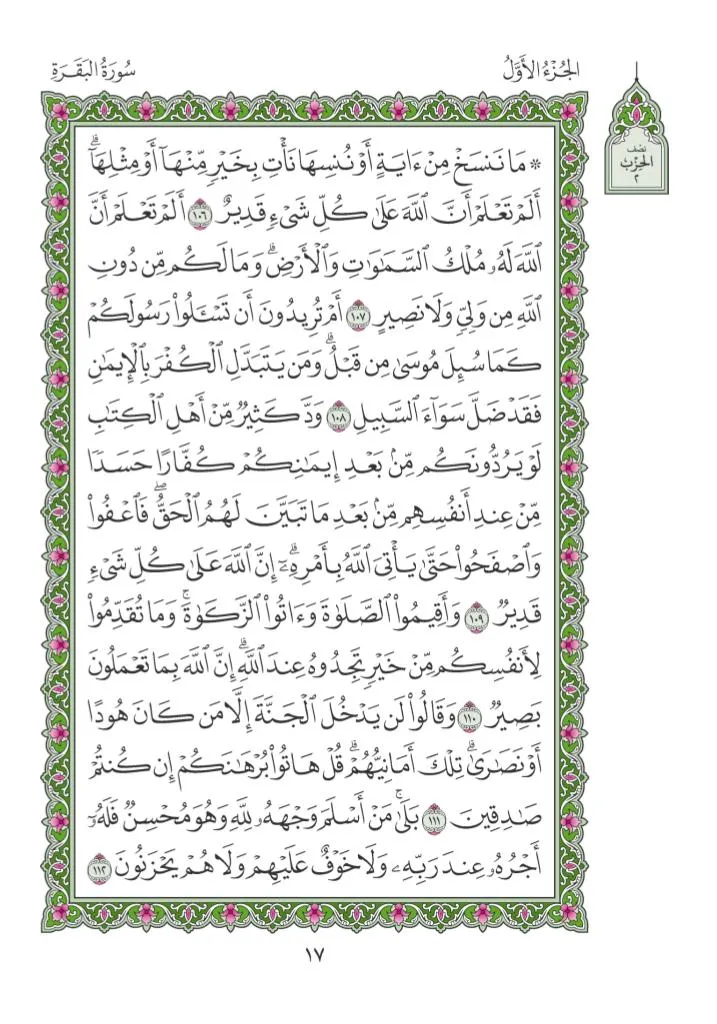 الجُزْءُ الأَوَّلُ
سُورَةُ البَقَرَةِ
نصف
الحِزْب
٢
* مَا نَنسَخْ مِنْ ءَايَةٍ أَوْ نُنسِهَا نَأْتِ بِخَيْرٍ مِّنْهَآ أَوْ مِثْلِهَآۗ
أَلَمْ تَعْلَمْ أَنَّ ٱللَّهَ عَلَىٰ كُلِّ شَىْءٍ قَدِيرٌ ١٠٦ أَلَمْ تَعْلَمْ أَنَّ
ٱللَّهَ لَهُۥ مُلْكُ ٱلسَّمَٰوَٰتِ وَٱلْأَرْضِۗ وَمَا لَكُم مِّن دُونِ
ٱللَّهِ مِن وَلِىٍّ وَلَا نَصِيرٍ ١٠٧ أَمْ تُرِيدُونَ أَن تَسْـَٔلُوا۟ رَسُولَكُمْ
كَمَا سُئِلَ مُوسَىٰ مِن قَبْلُۗ وَمَن يَتَبَدَّلِ ٱلْكُفْرَ بِٱلْإِيمَٰنِ
فَقَدْ ضَلَّ سَوَآءَ ٱلسَّبِيلِ ١٠٨ وَدَّ كَثِيرٌ مِّنْ أَهْلِ ٱلْكِتَٰبِ
لَوْ يَرُدُّونَكُم مِّنۢ بَعْدِ إِيمَٰنِكُمْ كُفَّارًا حَسَدًا
مِّنْ عِندِ أَنفُسِهِم مِّنۢ بَعْدِ مَا تَبَيَّنَ لَهُمُ ٱلْحَقُّۖ فَٱعْفُوا۟
وَٱصْفَحُوا۟ حَتَّىٰ يَأْتِىَ ٱللَّهُ بِأَمْرِهِۦٓۗ إِنَّ ٱللَّهَ عَلَىٰ كُلِّ شَىْءٍ
قَدِيرٌ ١٠٩ وَأَقِيمُوا۟ ٱلصَّلَوٰةَ وَءَاتُوا۟ ٱلزَّكَوٰةَۚ وَمَا تُقَدِّمُوا۟
لِأَنفُسِكُم مِّنْ خَيْرٍ تَجِدُوهُ عِندَ ٱللَّهِۗ إِنَّ ٱللَّهَ بِمَا تَعْمَلُونَ
بَصِيرٌ ١١٠ وَقَالُوا۟ لَن يَدْخُلَ ٱلْجَنَّةَ إِلَّا مَن كَانَ هُودًا
أَوْ نَصَٰرَىٰۗ تِلْكَ أَمَانِيُّهُمْۗ قُلْ هَاتُوا۟ بُرْهَٰنَكُمْ إِن كُنتُمْ
صَٰدِقِينَ ١١١ بَلَىٰۚ مَنْ أَسْلَمَ وَجْهَهُۥ لِلَّهِ وَهُوَ مُحْسِنٌ فَلَهُۥٓ
أَجْرُهُۥ عِندَ رَبِّهِۦ وَلَا خَوْفٌ عَلَيْهِمْ وَلَا هُمْ يَحْزَنُونَ ١١٢
١٧